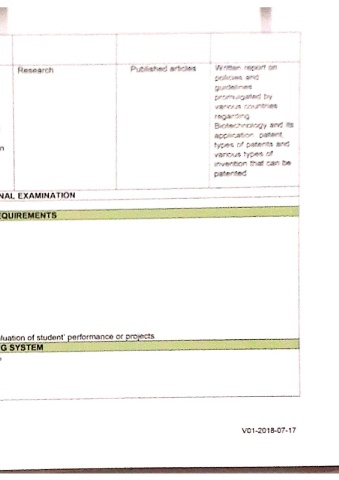 Research
Published articles
Written report on
policies and
guidelines
promulgated by
various countries
regarding
Biotechnology and its
application patent,
types of patents and
various types of
invention that can be
patented
n
NAL EXAMINATION
EQUIREMENTS
luation of student' performance or projects
G SYSTEM
V01-2018-07-17